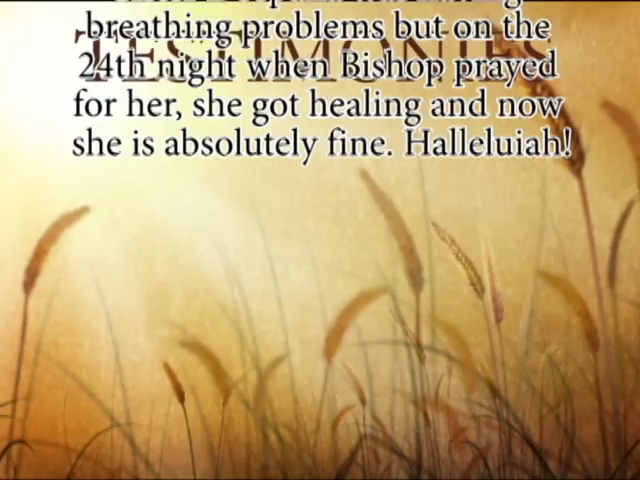 breathing problems but on the
TESTIMONIES
24th night when Bishop prayed
for her, she got healing and now
she is absolutely fine. Halleluiah!